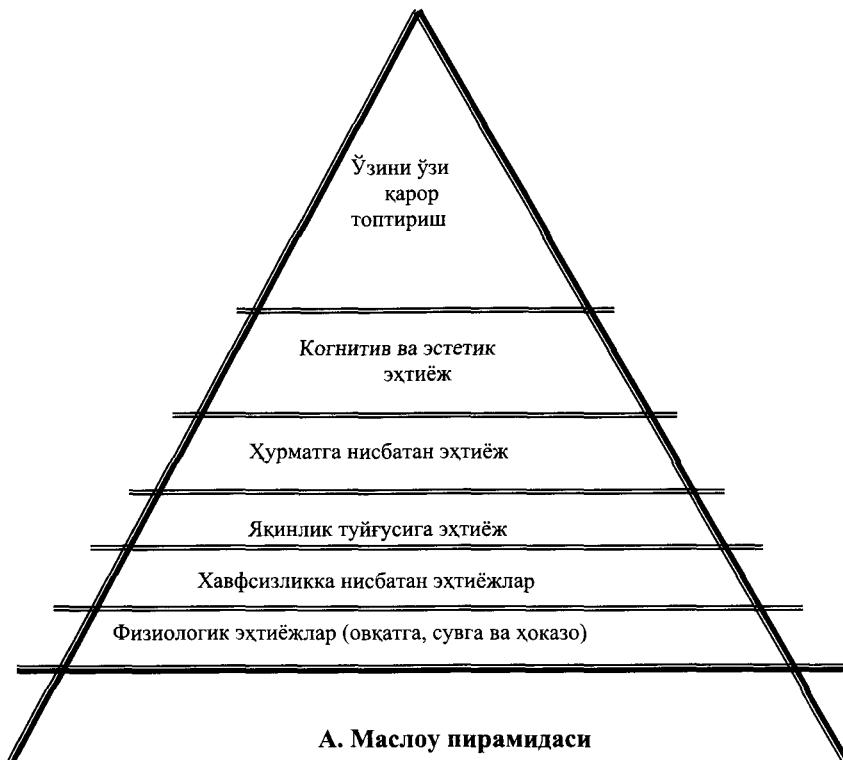 Ўзини ўзи
қарор
топтириш
Когнитив ва эстетик
эҳтиёж
Ҳурматга нисбатан эҳтиёж
Яқинлик туйғусига эҳтиёж
Хавфсизликка нисбатан эҳтиёжлар
Физиологик эҳтиёжлар (овқатга, сувга ва ҳоказо)
А. Маслоу пирамидаси